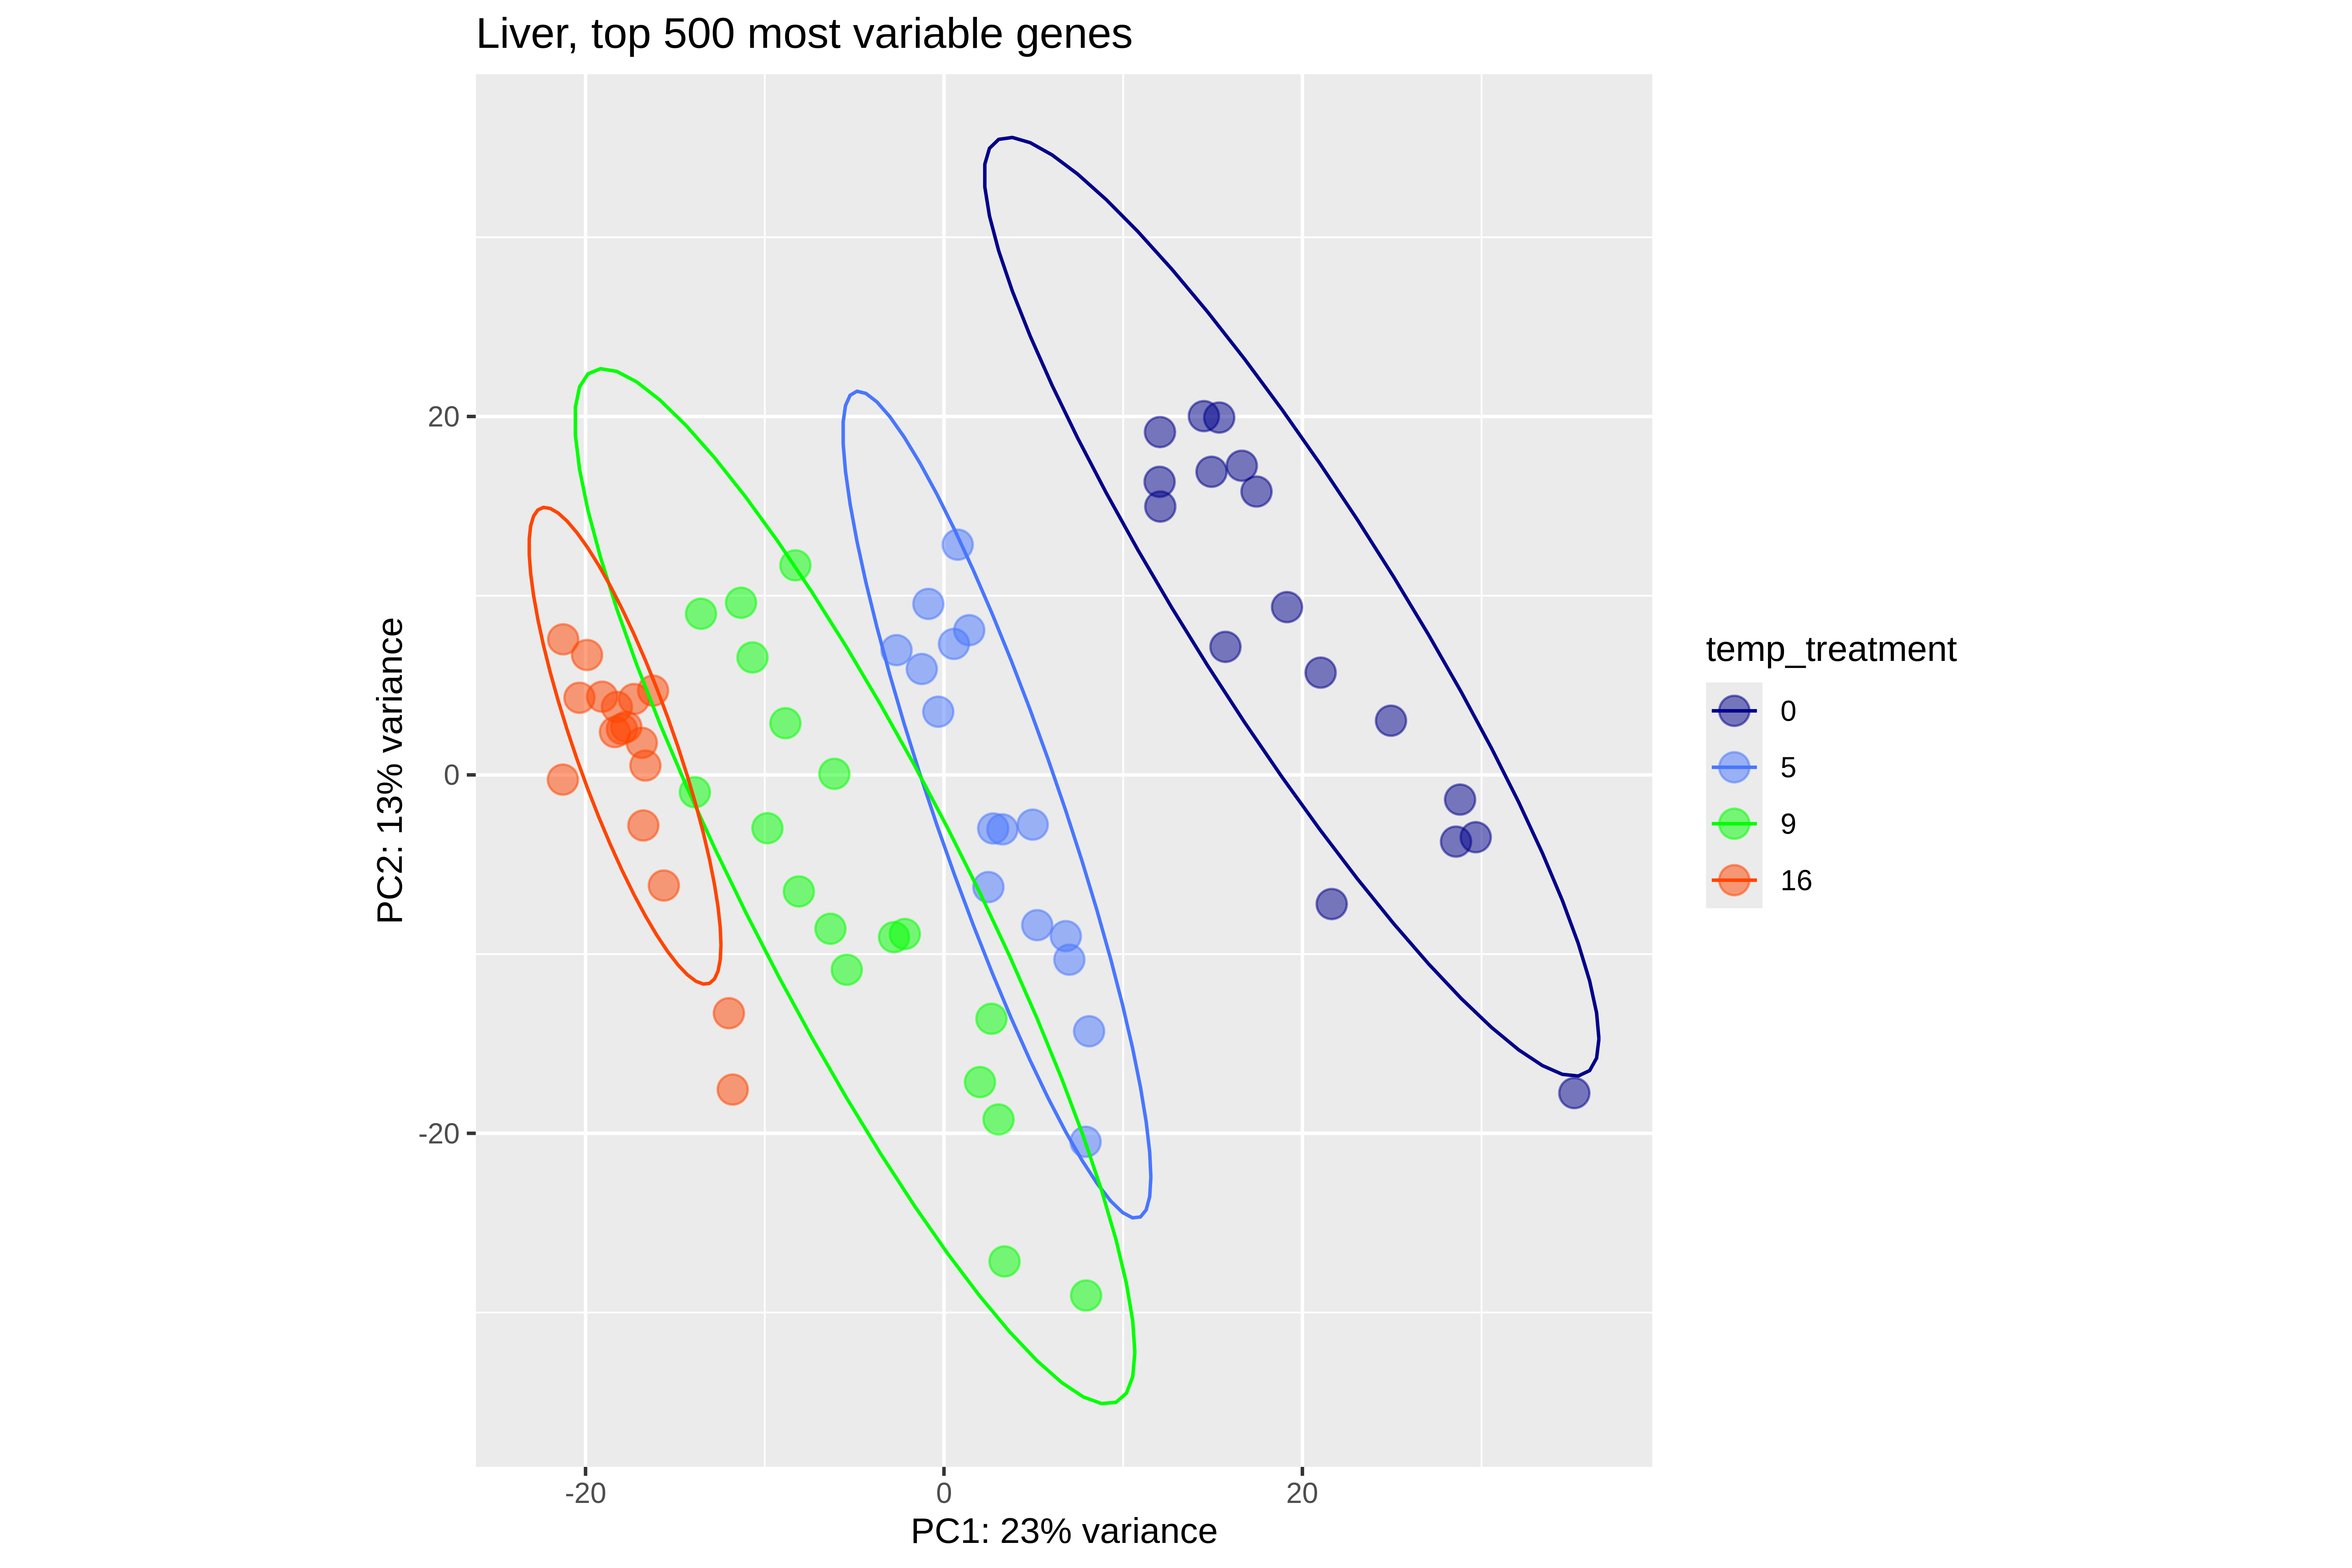 Liver, top 500 most variable genes
PC2: 13% variance
20
0
-20
-20
0
20
PC1: 23% variance
temp_treatment
0
5
9
16